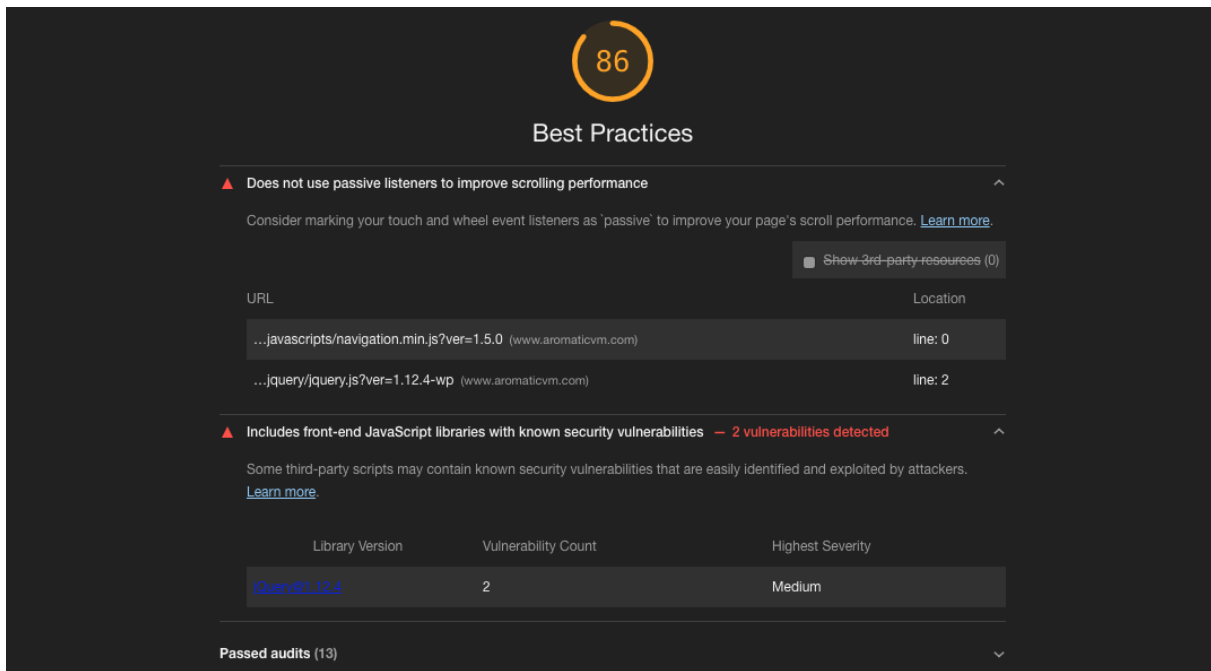 86
Best Practices
Does not use passive listeners to improve scrolling performance
Consider marking your touch and wheel event listeners as `passive` to improve your page's scroll performance. Learn more.
Show 3rd-party resources (0)
URL Location
…javascripts/navigation.min.js?ver=1.5.0 (www.aromaticvm.com) line: 0
…jquery/jquery.js?ver=1.12.4-wp (www.aromaticvm.com) line: 2
Includes front-end JavaScript libraries with known security vulnerabilities — 2 vulnerabilities detected
Some third-party scripts may contain known security vulnerabilities that are easily identified and exploited by attackers.
Learn more.
Library Version Vulnerability Count Highest Severity
jQuery@1.12.4 2 Medium
Passed audits (13)